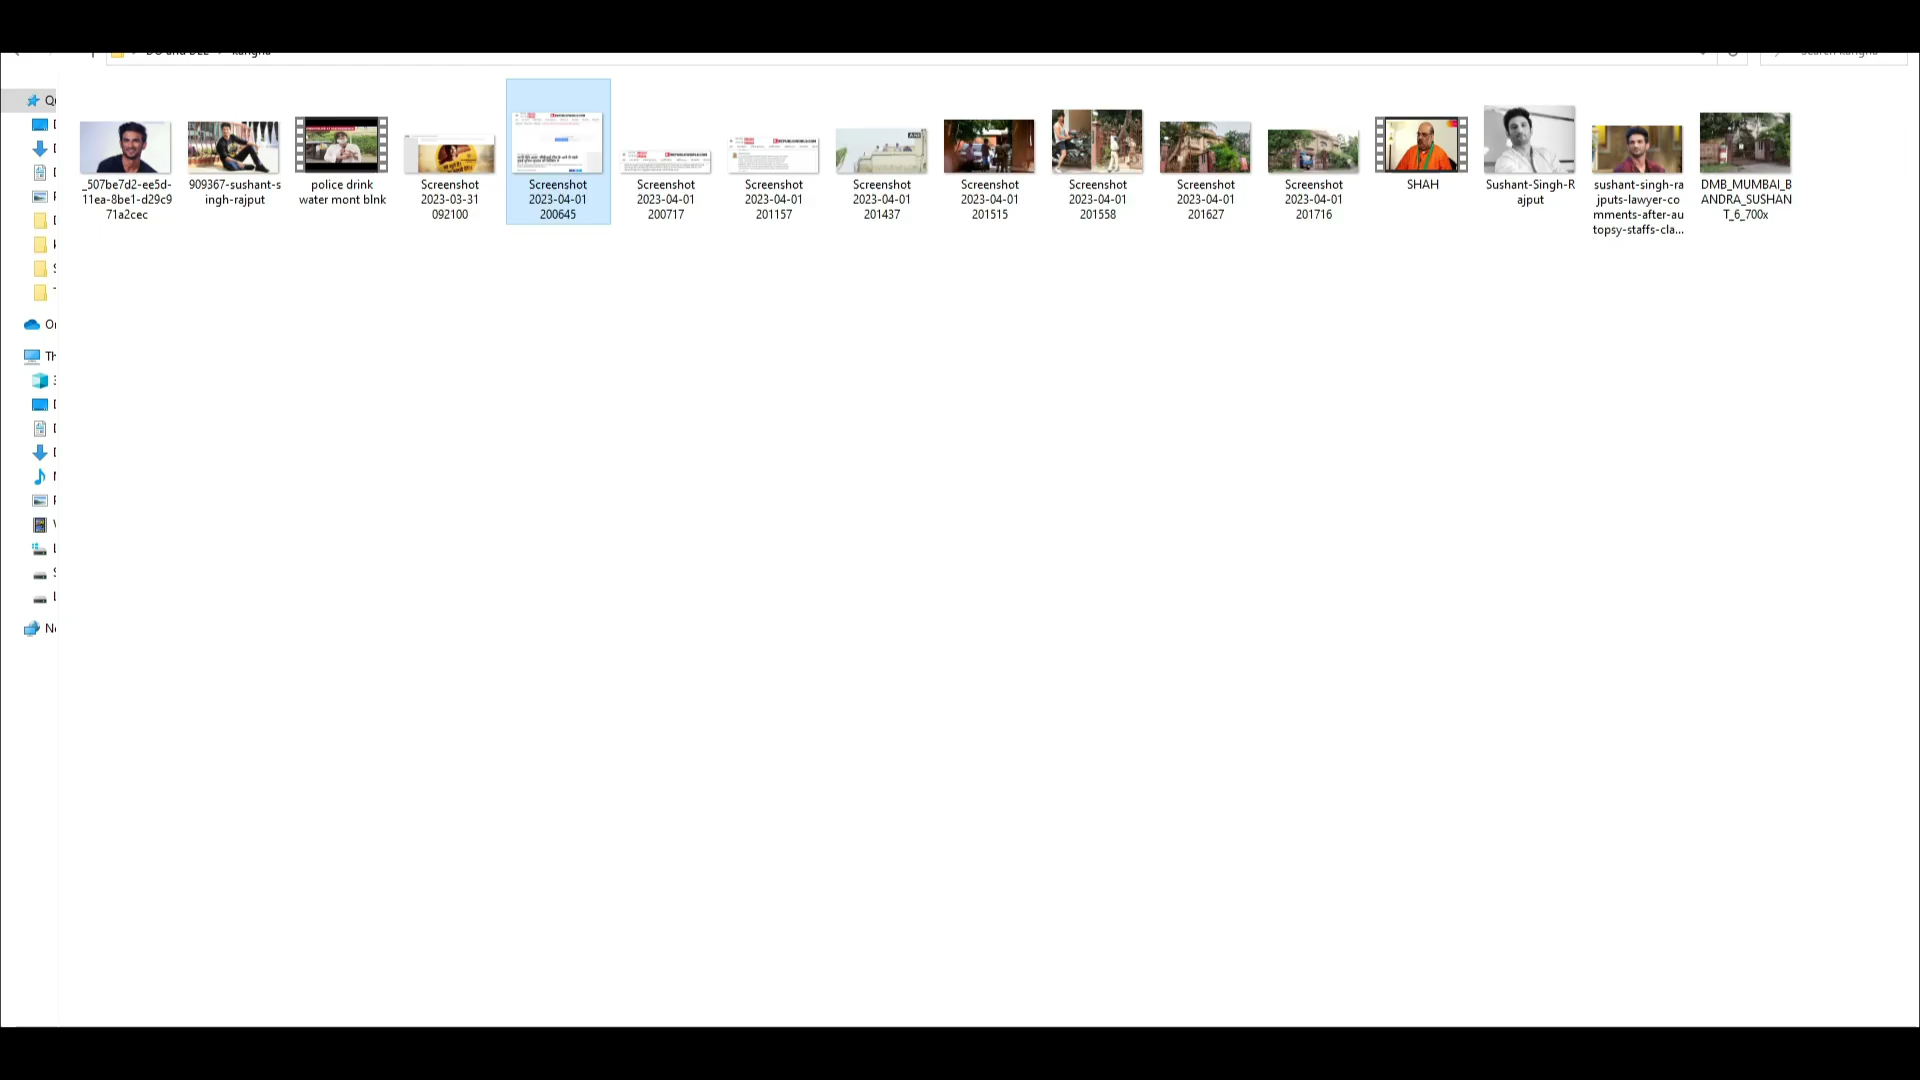 Qu
Or
Th
Ne
_507be7d2-ee5d-
11ea-8be1-d29c9
71a2cec
909367-sushant-s
ingh-rajput
police drink
water mont blnk
Screenshot
2023-03-31
092100
Screenshot
2023-04-01
200645
Screenshot
2023-04-01
200717
Screenshot
2023-04-01
201157
Screenshot
2023-04-01
201437
Screenshot
2023-04-01
201515
Screenshot
2023-04-01
201558
Screenshot
2023-04-01
201627
Screenshot
2023-04-01
201716
SHAH
Sushant-Singh-R
ajput
sushant-singh-ra
jputs-lawyer-co
mments-after-au
topsy-staffs-cla...
DMB_MUMBAI_B
ANDRA_SUSHAN
T_6_700x